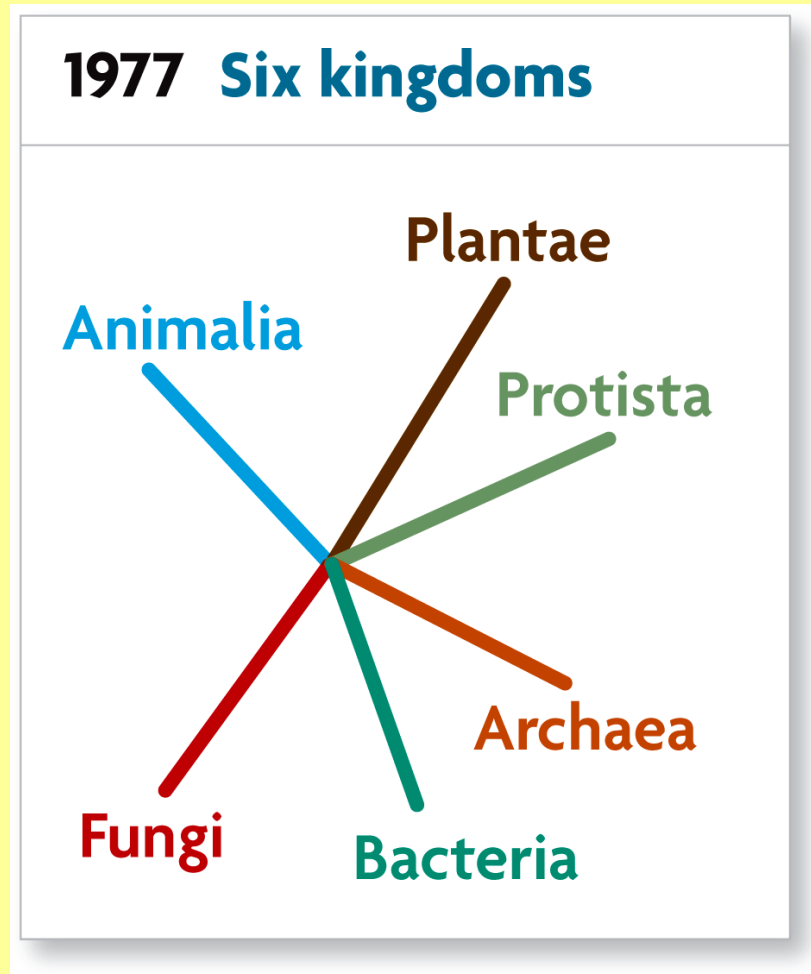 1977 Six kingdoms
Plantae
Animalia
Protista
Archaea
Fungi
Bacteria